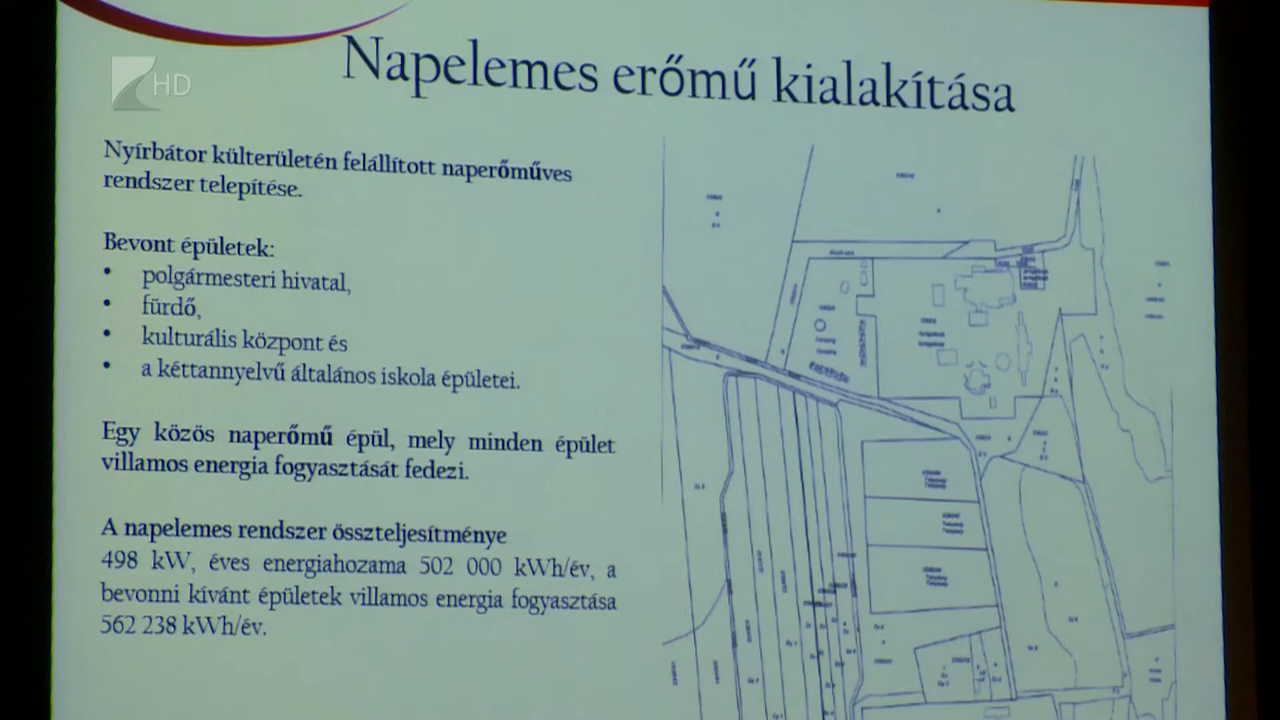 HD
Napelemes erőmű kialakítása
Nyírbátor külterületén felállított naperőműves
rendszer telepítése.
Bevont épületek:
• polgármesteri hivatal,
• fürdő,
• kulturális központ és
• a kéttannyelvű általános iskola épületei.
Egy közös naperőmű épül, mely minden épület
villamos energia fogyasztását fedezi.
A napelemes rendszer összteljesítménye
498 kW, éves energiahozama 502 000 kWh/év, a
bevonni kívánt épületek villamos energia fogyasztása
562 238 kWh/év.